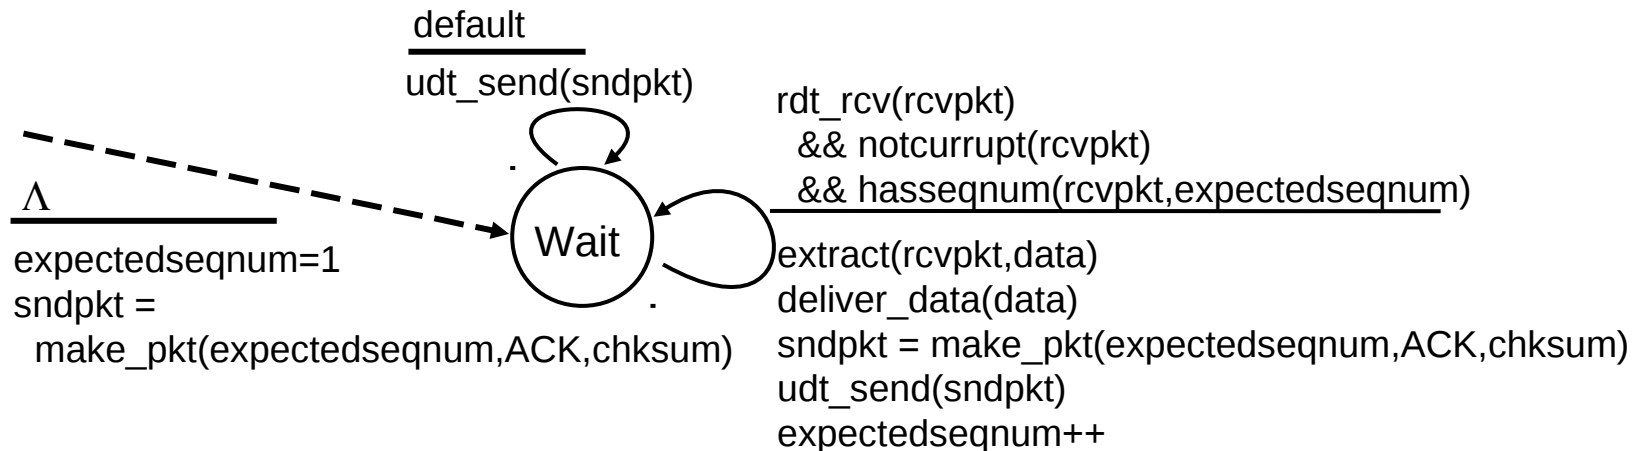 default
udt_send(sndpkt)
rdt_rcv(rcvpkt)
&& notcurrupt(rcvpkt)
&& hasseqnum(rcvpkt,expectedseqnum)
Λ
Wait
expectedseqnum=1
sndpkt =
make_pkt(expectedseqnum,ACK,chksum)
extract(rcvpkt,data)
deliver_data(data)
sndpkt = make_pkt(expectedseqnum,ACK,chksum)
udt_send(sndpkt)
expectedseqnum++